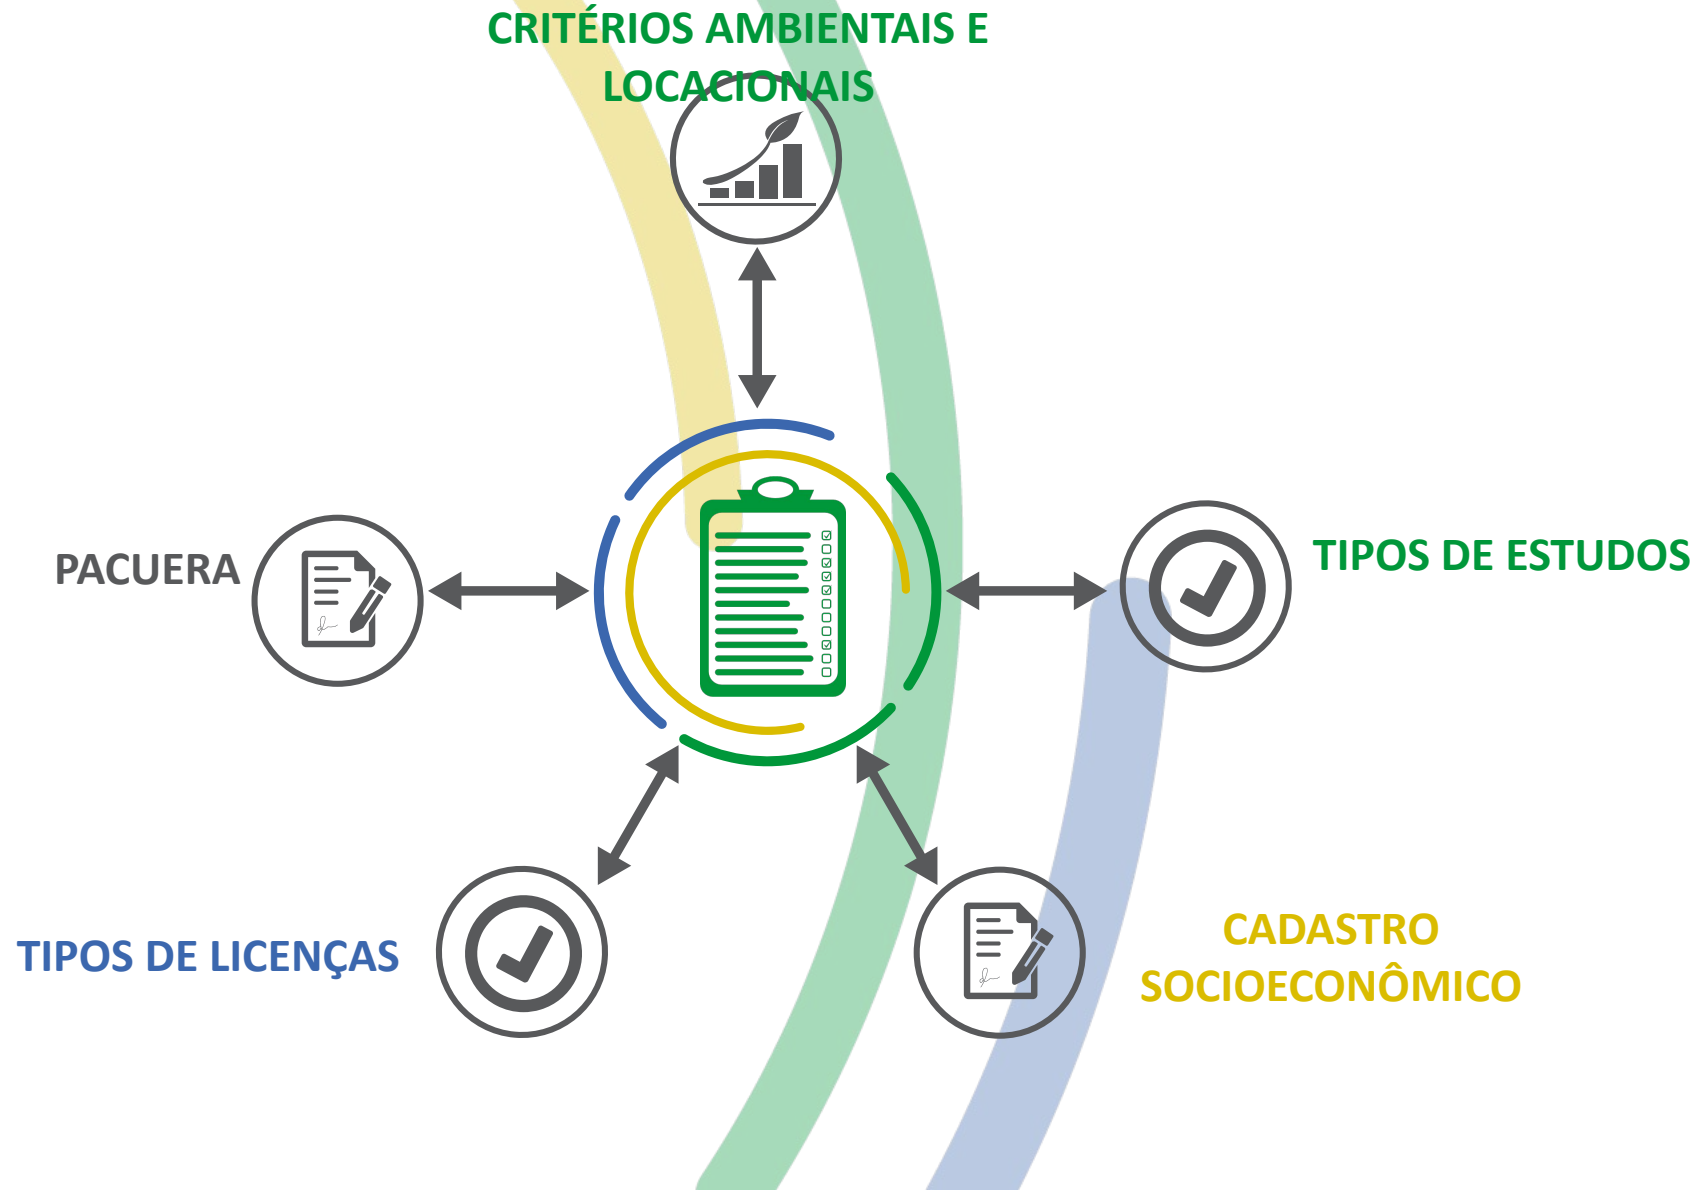 CRITÉRIOS AMBIENTAIS E
LOCACIONAIS
PACUERA
TIPOS DE ESTUDOS
TIPOS DE LICENÇAS
CADASTRO
SOCIOECONÔMICO